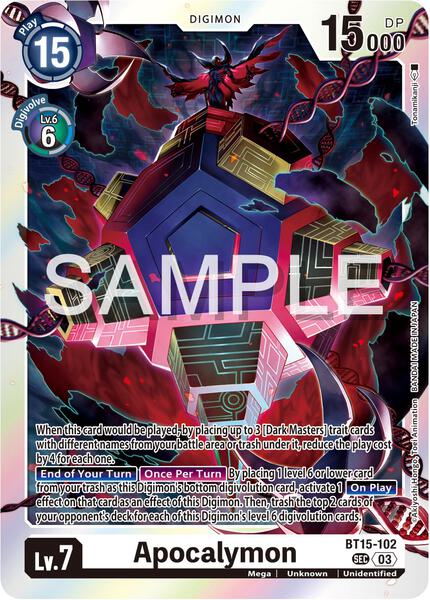 Play
15
DIGIMON
15000
DP
Digivolve
Lv.6
6
Tonamikanji
SAMPLE
©Akiyoshi Hongo, Toei Animation BANDAI MADE IN JAPAN
When this card would be played, by placing up to 3 [Dark Masters] trait cards
with different names from your battle area or trash under it, reduce the play cost
by 4 for each one.
End of Your Turn Once Per Turn By placing 1 level 6 or lower card
from your trash as this Digimon's bottom digivolution card, activate 1 On Play
effect on that card as an effect of this Digimon. Then, trash the top 2 cards of
your opponent's deck for each of this Digimon's level 6 digivolution cards.
Lv.7
Apocalymon
BT15-102
SEC 03
Mega | Unknown | Unidentified